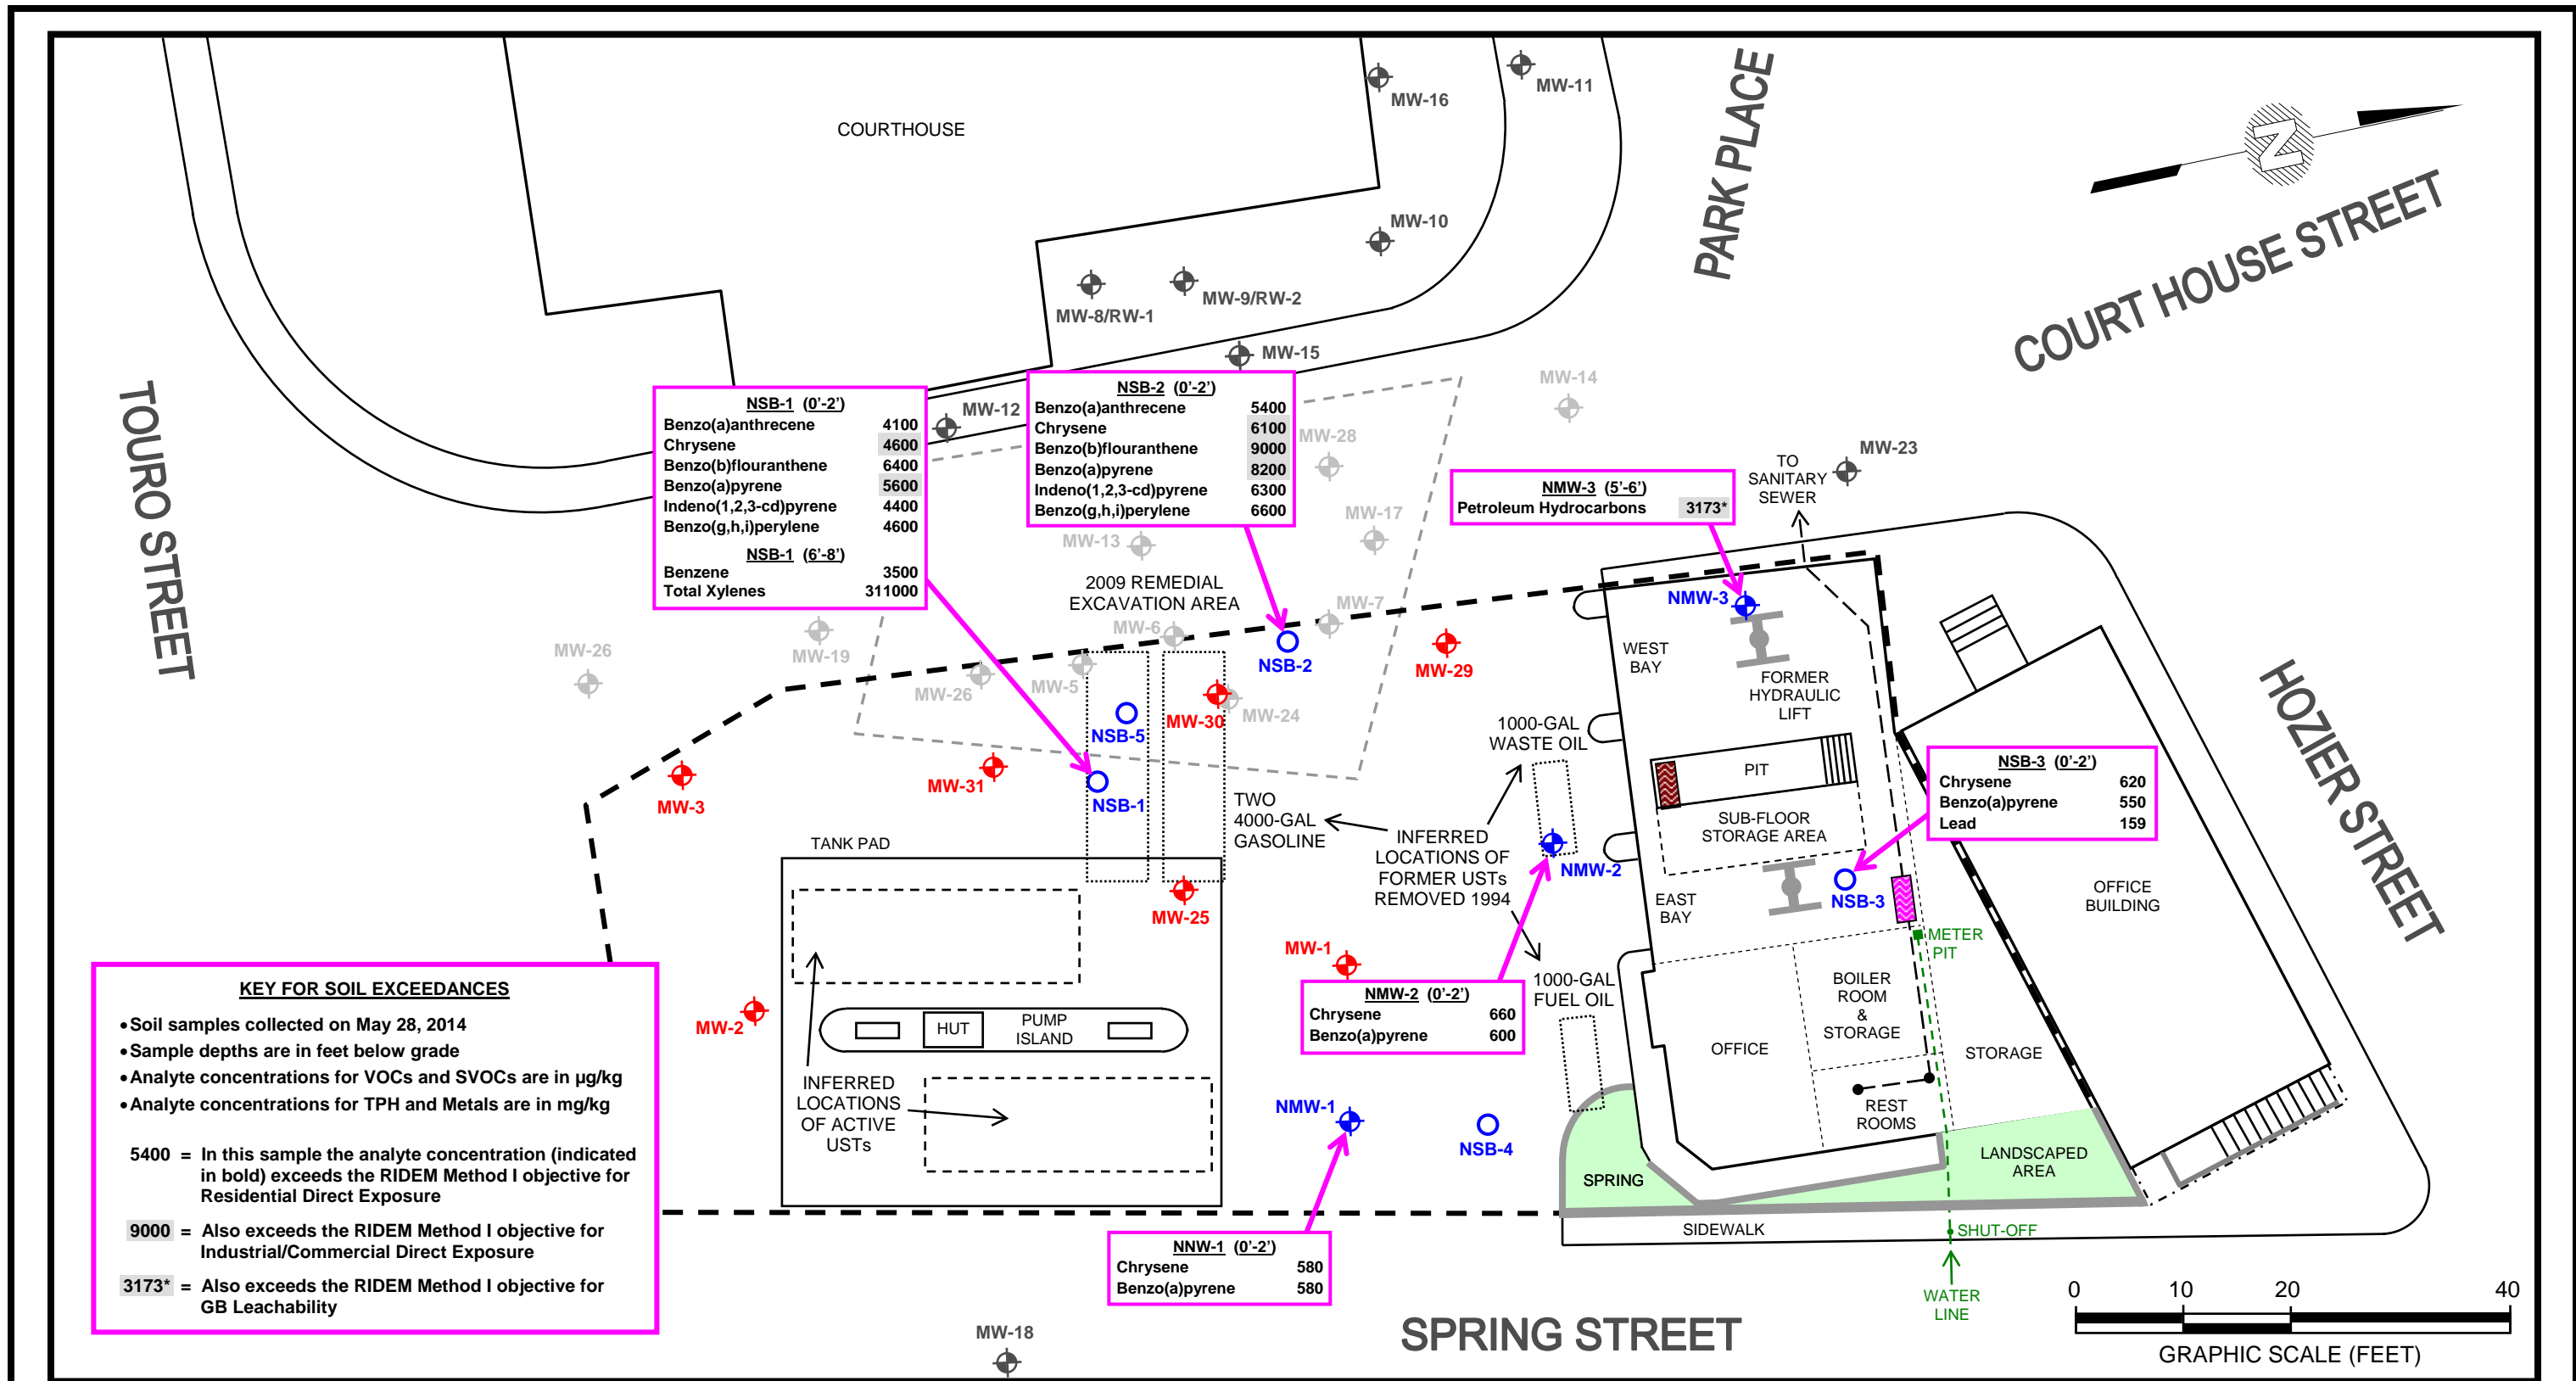 COURTHOUSE
MW-16
MW-11
PARK PLACE
N
COURT HOUSE STREET
MW-10
MW-9/RW-2
MW-8/RW-1
MW-15
MW-12
MW-14
MW-28
MW-23
MW-17
MW-13
TOURO STREET
NSB-1 (0'-2')
Benzo(a)anthrecene 4100
Chrysene 4600
Benzo(b)flouranthene 6400
Benzo(a)pyrene 5600
Indeno(1,2,3-cd)pyrene 4400
Benzo(g,h,i)perylene 4600
NSB-1 (6'-8')
Benzene 3500
Total Xylenes 311000
NSB-2 (0'-2')
Benzo(a)anthrecene 5400
Chrysene 6100
Benzo(b)flouranthene 9000
Benzo(a)pyrene 8200
Indeno(1,2,3-cd)pyrene 6300
Benzo(g,h,i)perylene 6600
NMW-3 (5'-6')
Petroleum Hydrocarbons 3173*
TO
SANITARY
SEWER
2009 REMEDIAL
EXCAVATION AREA
MW-7
MW-6
MW-19
MW-26
MW-5
MW-26
MW-24
NSB-2
MW-29
MW-30
NSB-5
NSB-1
MW-31
MW-3
NMW-3
WEST
BAY
FORMER
HYDRAULIC
LIFT
1000-GAL
WASTE OIL
PIT
SUB-FLOOR
STORAGE AREA
TWO
4000-GAL
GASOLINE
INFERRED
LOCATIONS OF
FORMER USTs
REMOVED 1994
NMW-2
EAST
BAY
NSB-3
NSB-3 (0'-2')
Chrysene 620
Benzo(a)pyrene 550
Lead 159
HOZIER STREET
OFFICE
BUILDING
METER
PIT
TANK PAD
MW-25
MW-1
MW-2
1000-GAL
FUEL OIL
NMW-2 (0'-2')
Chrysene 660
Benzo(a)pyrene 600
HUT
PUMP
ISLAND
INFERRED
LOCATIONS
OF ACTIVE
USTs
OFFICE
BOILER
ROOM
&
STORAGE
STORAGE
REST
ROOMS
NMW-1
NSB-4
SPRING
LANDSCAPED
AREA
SIDEWALK
SHUT-OFF
WATER
LINE
NNW-1 (0'-2')
Chrysene 580
Benzo(a)pyrene 580
MW-18
SPRING STREET
KEY FOR SOIL EXCEEDANCES
•Soil samples collected on May 28, 2014
•Sample depths are in feet below grade
•Analyte concentrations for VOCs and SVOCs are in µg/kg
•Analyte concentrations for TPH and Metals are in mg/kg
5400 = In this sample the analyte concentration (indicated
in bold) exceeds the RIDEM Method I objective for
Residential Direct Exposure
9000 = Also exceeds the RIDEM Method I objective for
Industrial/Commercial Direct Exposure
3173* = Also exceeds the RIDEM Method I objective for
GB Leachability
0 10 20 40
GRAPHIC SCALE (FEET)